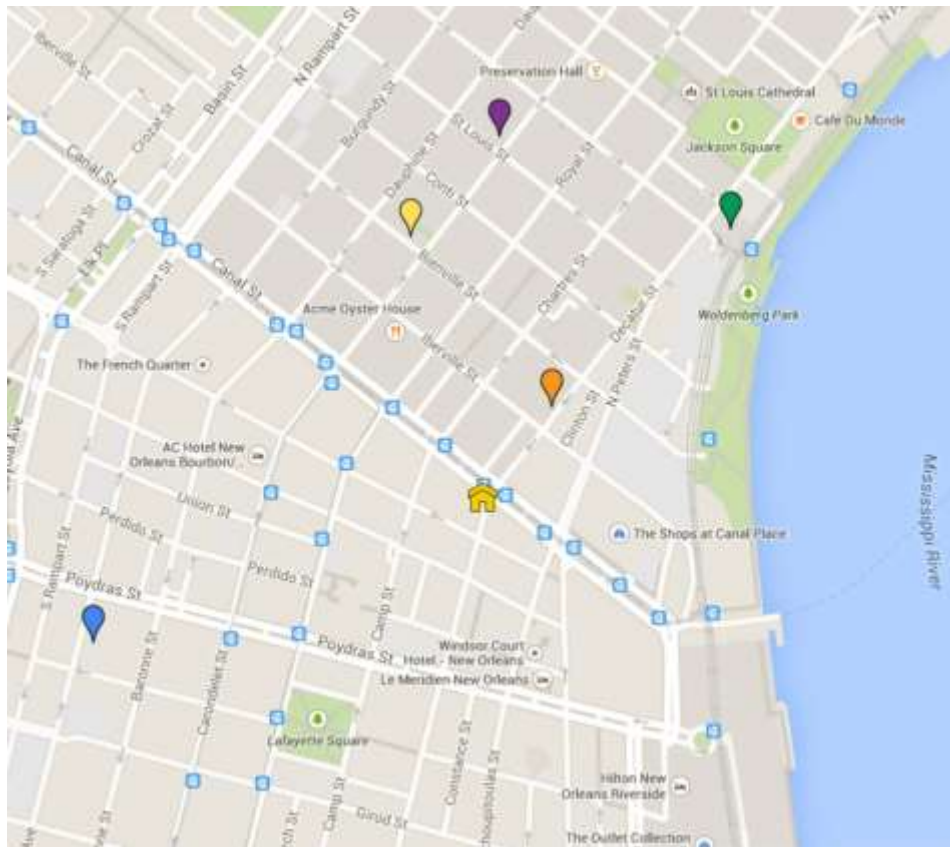 Iberville St
Basin St
N Rampart St
Crozat St
Burgundy St
Preservation Hall
St Louis Cathedral
Cafe Du Monde
Jackson Square
St Louis St
Royal St
Dauphine St
Conti St
Canal St
S Saratoga St
Elk Pl
S Rampart St
Canal St
Bienville St
Chartres St
Decatur St
Woldenberg Park
Acme Oyster House
Iberville St
N Peters St
The French Quarter
Clinton St
AC Hotel New
Orleans Bourbon/...
Union St
Perdido St
Perdido St
The Shops at Canal Place
Mississippi River
S Rampart St
Poydras St
Camp St
Baronne St
Carondelet St
Poydras St
Windsor Court
Hotel - New Orleans
Le Meridien New Orleans
Lafayette Square
Constance St
Camp St
Girod St
Hilton New
Orleans Riverside
The Outlet Collection